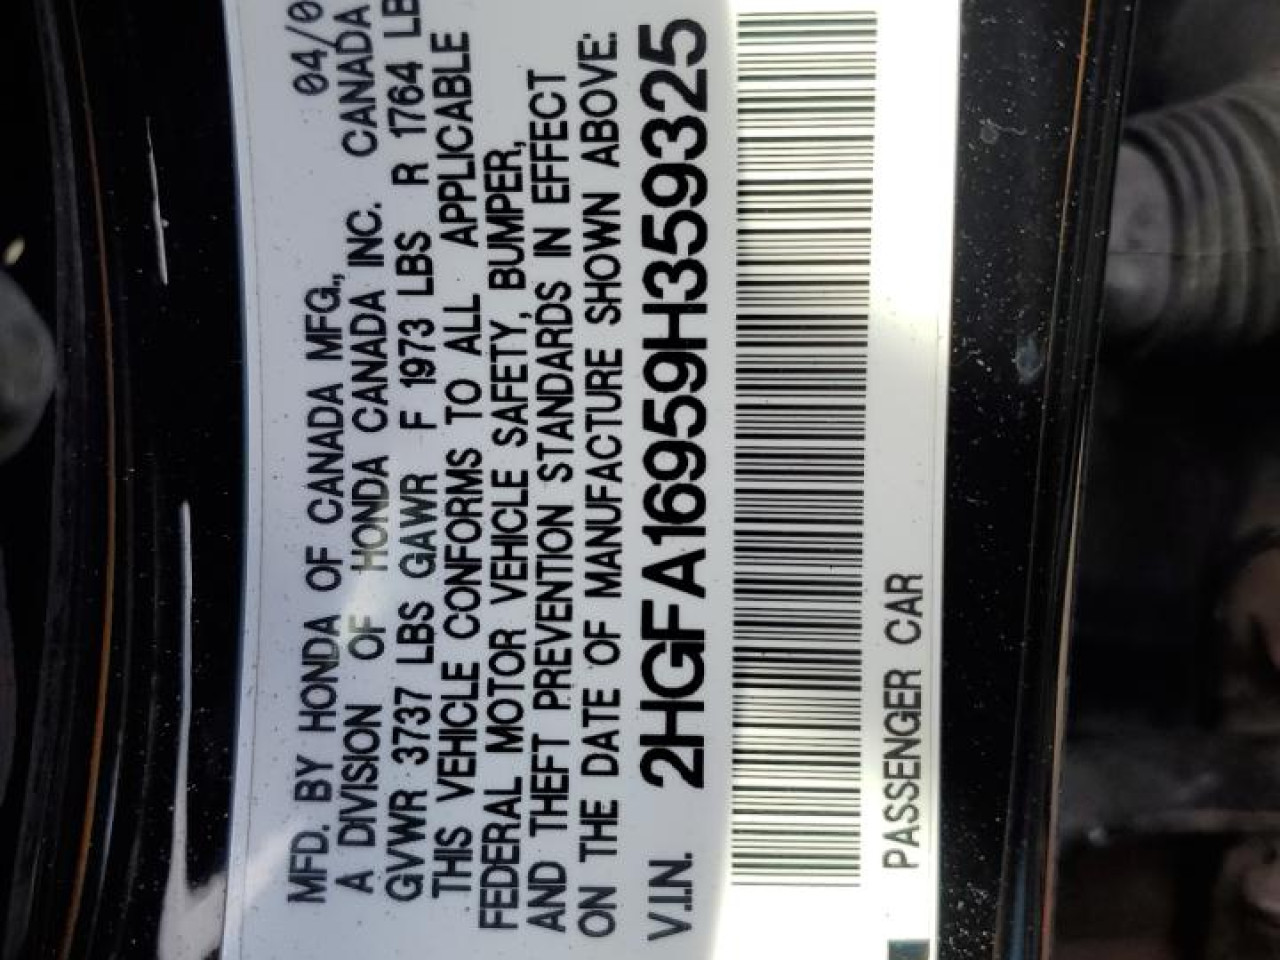 MFD. BY HONDA OF CANADA MFG., 04/0
A DIVISION OF HONDA CANADA INC. CANADA
GVWR 3737 LBS GAWR F 1973 LBS R 1764 LB
THIS VEHICLE CONFORMS TO ALL APPLICABLE
FEDERAL MOTOR VEHICLE SAFETY, BUMPER,
AND THEFT PREVENTION STANDARDS IN EFFECT
ON THE DATE OF MANUFACTURE SHOWN ABOVE:
V.I.N. 2HGFA16959H359325
PASSENGER CAR